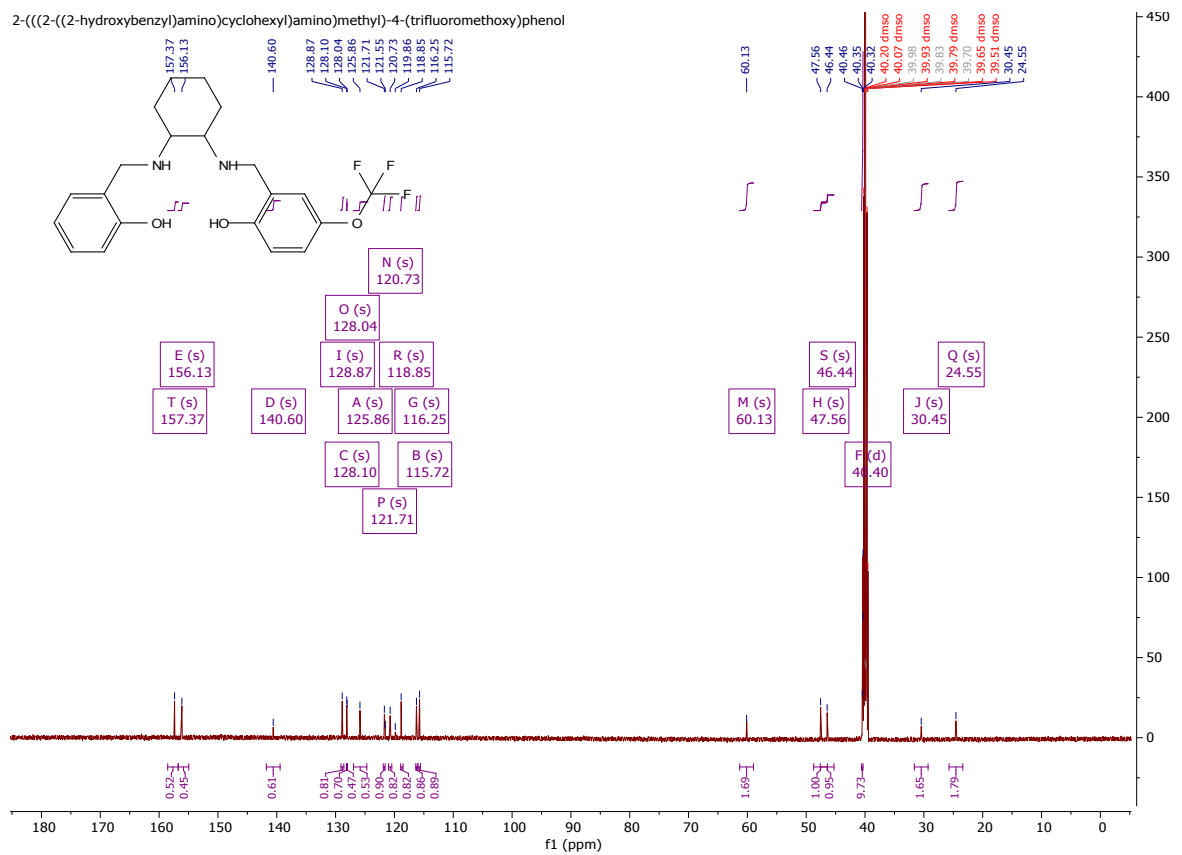 2-(((2-((2-hydroxybenzyl)amino)cyclohexyl)amino)methyl)-4-(trifluoromethoxy)phenol
157.37
156.13
140.60
128.87
128.10
128.04
125.86
121.71
121.55
120.73
119.86
118.85
116.25
115.72
60.13
47.56
46.44
40.46
40.35
40.32
40.20 dmso
40.07 dmso
39.98
39.93 dmso
39.83
39.79 dmso
39.70
39.65 dmso
39.51 dmso
30.45
24.55
NH
NH
F
F
F
OH
HO
O
N (s)
120.73
O (s)
128.04
E (s)
156.13
I (s)
128.87
R (s)
118.85
S (s)
46.44
Q (s)
24.55
T (s)
157.37
D (s)
140.60
A (s)
125.86
G (s)
116.25
M (s)
60.13
H (s)
47.56
J (s)
30.45
C (s)
128.10
B (s)
115.72
F (d)
40.40
P (s)
121.71
450
400
350
300
250
200
150
100
50
0
0.52
0.45
0.61
0.81
0.70
0.47
0.53
0.90
0.82
0.82
0.86
0.89
1.69
1.00
0.95
9.73
1.65
1.79
180
170
160
150
140
130
120
110
100
90
80
70
60
50
40
30
20
10
0
f1 (ppm)